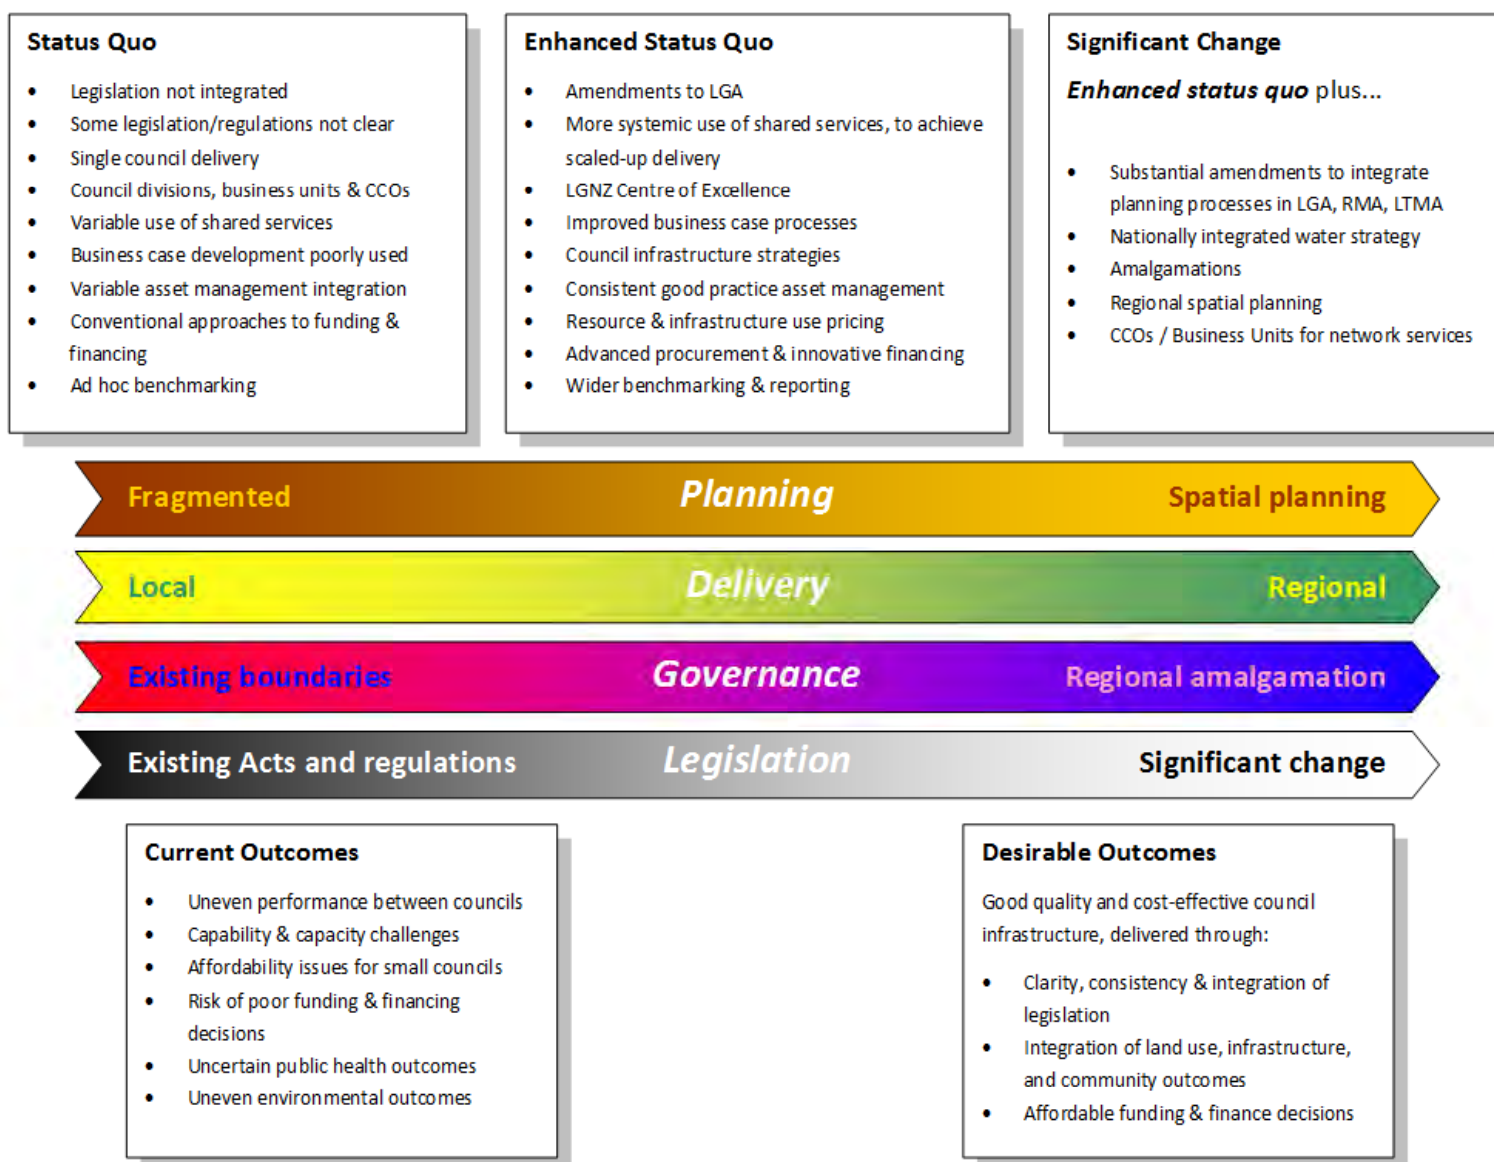 Status Quo
• Legislation not integrated
• Some legislation/regulations not clear
• Single council delivery
• Council divisions, business units & CCOs
• Variable use of shared services
• Business case development poorly used
• Variable asset management integration
• Conventional approaches to funding &
financing
• Ad hoc benchmarking
Enhanced Status Quo
• Amendments to LGA
• More systemic use of shared services, to achieve
scaled-up delivery
• LGNZ Centre of Excellence
• Improved business case processes
• Council infrastructure strategies
• Consistent good practice asset management
• Resource & infrastructure use pricing
• Advanced procurement & innovative financing
• Wider benchmarking & reporting
Significant Change
Enhanced status quo plus...
• Substantial amendments to integrate
planning processes in LGA, RMA, LTMA
• Nationally integrated water strategy
• Amalgamations
• Regional spatial planning
• CCOs / Business Units for network services
Fragmented Planning Spatial planning
Local Delivery Regional
Existing boundaries Governance Regional amalgamation
Existing Acts and regulations Legislation Significant change
Current Outcomes
• Uneven performance between councils
• Capability & capacity challenges
• Affordability issues for small councils
• Risk of poor funding & financing
decisions
• Uncertain public health outcomes
• Uneven environmental outcomes
Desirable Outcomes
Good quality and cost-effective council
infrastructure, delivered through:
• Clarity, consistency & integration of
legislation
• Integration of land use, infrastructure,
and community outcomes
• Affordable funding & finance decisions